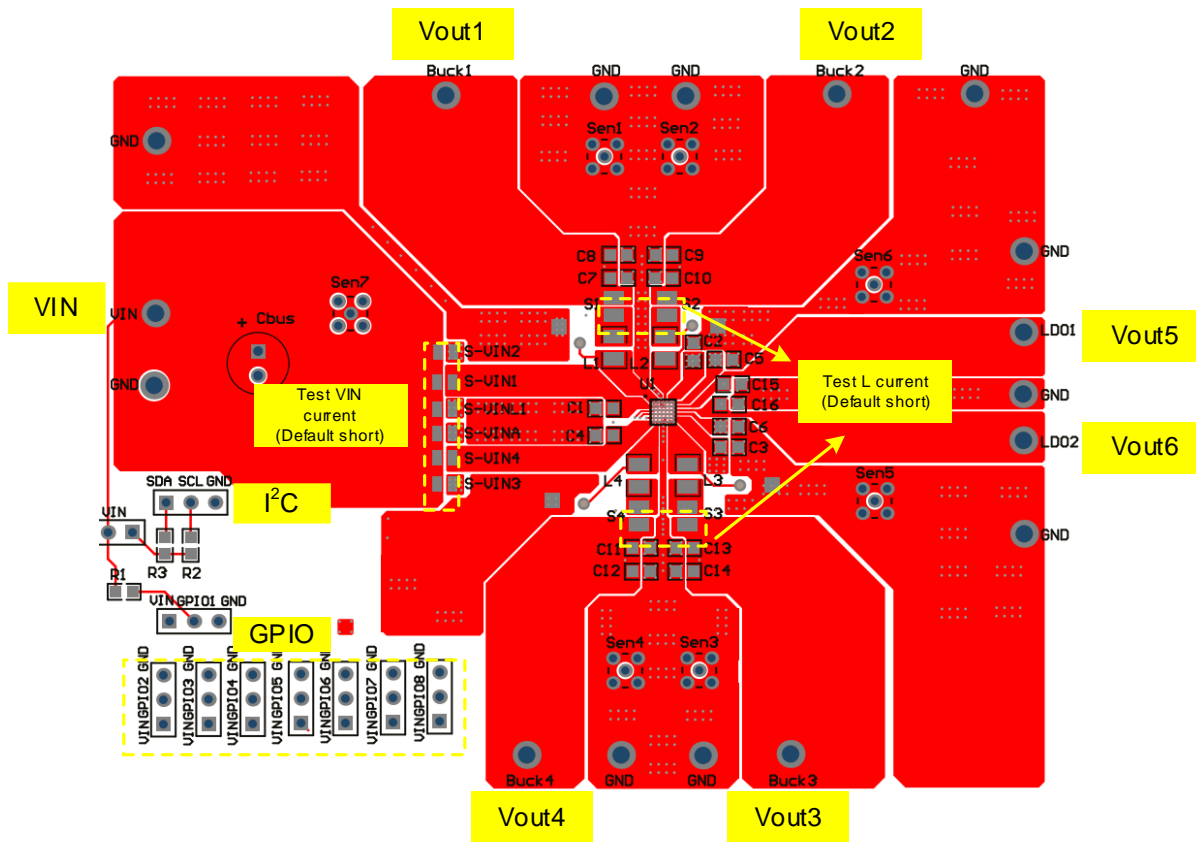 Vout1
Vout2
Buck1
GND
GND
Buck2
GND
GND
Sen1
Sen2
C8
C9
GND
Sen6
C7
C10
Sen7
VIN
VIN
S1
S2
+ Cbus
LDO1
Vout5
C2
S-VIN2
L1
L2
C5
GND
S-VIN1
U1
C15
Test VIN
current
(Default short)
Test L current
(Default short)
GND
S-VINL1
C1
C16
S-VINA
C4
C6
LDO2
Vout6
C3
S-VIN4
S-VIN3
L4
L3
Sen5
SDA
SCL
GND
I²C
VIN
S4
S3
GND
C11
C13
R1
R3
R2
C12
C14
VIN
GPIO1
GND
GPIO
Sen4
Sen3
VIN GPIO2 GND
VIN GPIO3 GND
VIN GPIO4 GND
VIN GPIO5 GND
VIN GPIO6 GND
VIN GPIO7 GND
VIN GPIO8 GND
Buck4
GND
GND
Buck3
Vout4
Vout3